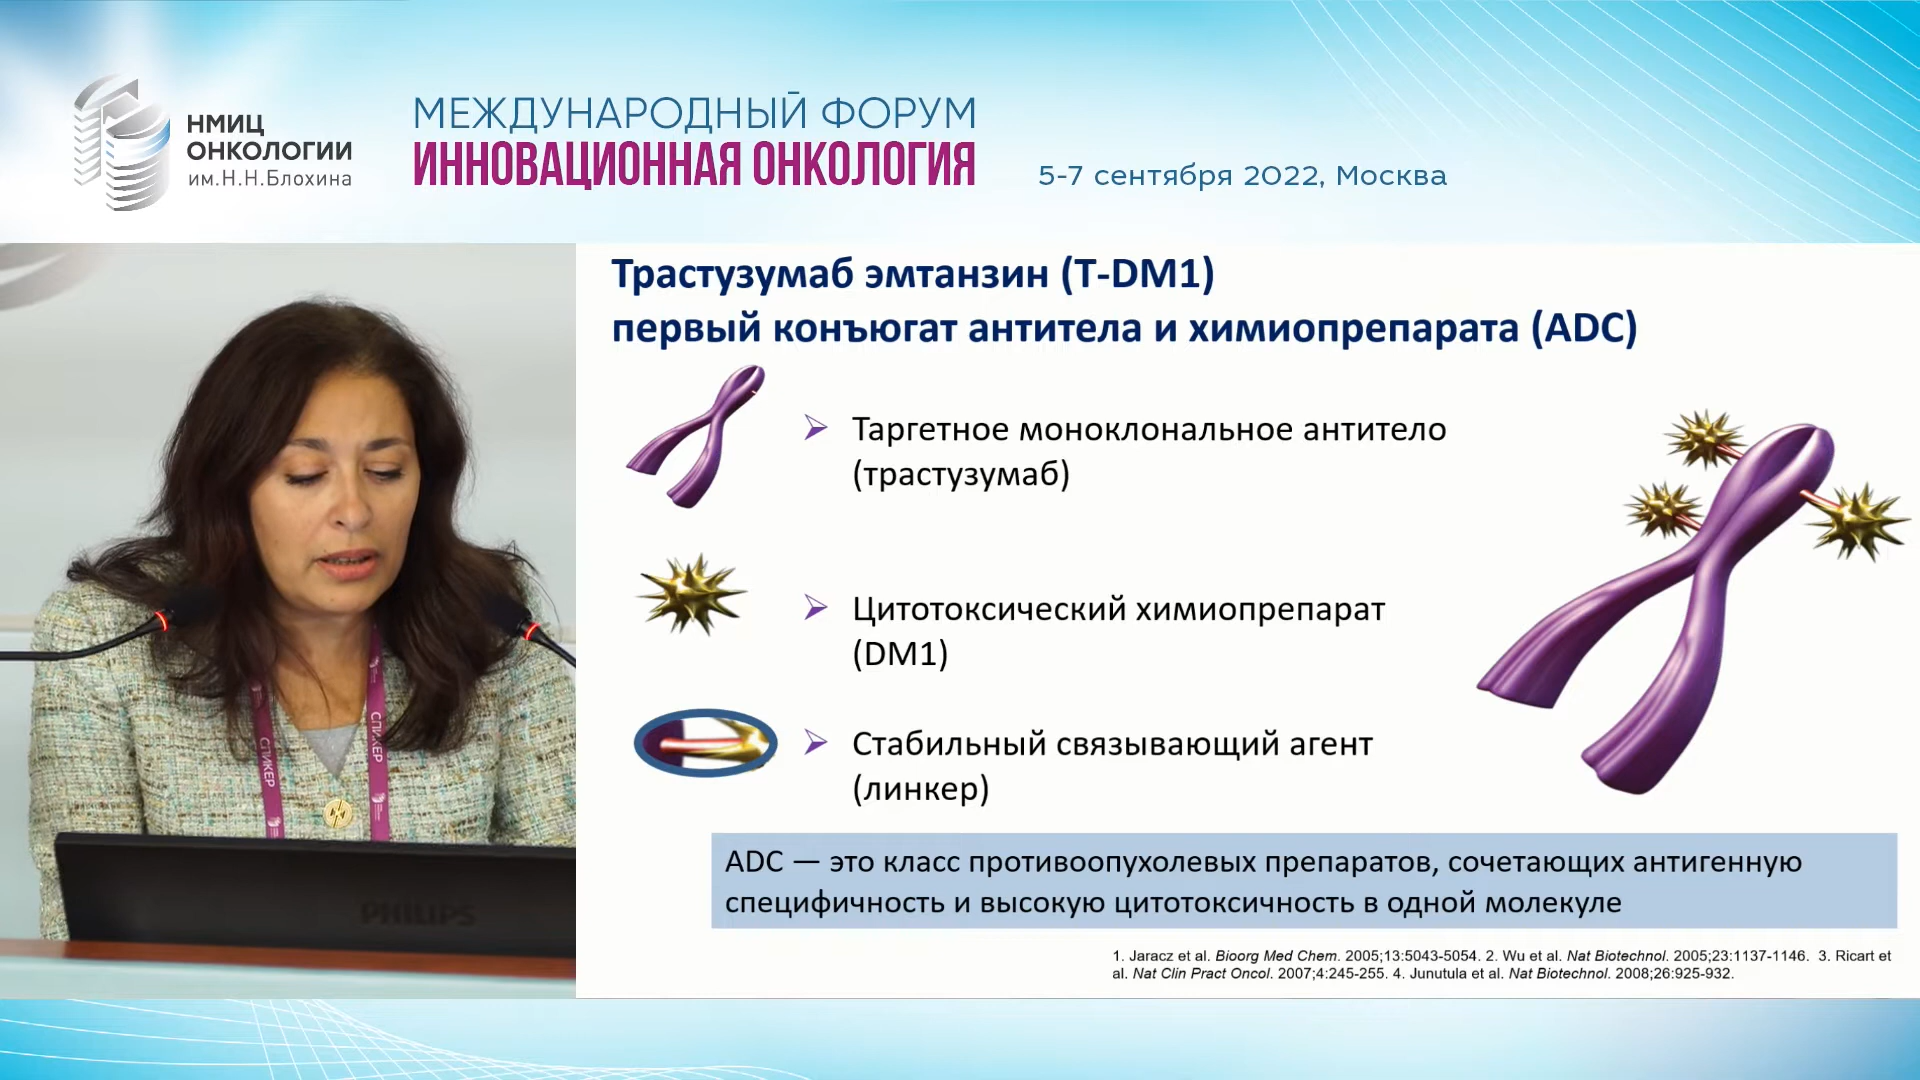 НМИЦ
ОНКОЛОГИИ
им.Н.Н.Блохина
МЕЖДУНАРОДНЫЙ ФОРУМ
ИННОВАЦИОННАЯ ОНКОЛОГИЯ
5-7 сентября 2022, Москва
Трастузумаб эмтанзин (T-DM1)
первый конъюгат антитела и химиопрепарата (ADC)
Таргетное моноклональное антитело
(трастузумаб)
Цитотоксический химиопрепарат
(DM1)
Стабильный связывающий агент
(линкер)
ADC — это класс противоопухолевых препаратов, сочетающих антигенную
специфичность и высокую цитотоксичность в одной молекуле
1. Jaracz et al. Bioorg Med Chem. 2005;13:5043-5054. 2. Wu et al. Nat Biotechnol. 2005;23:1137-1146. 3. Ricart et
al. Nat Clin Pract Oncol. 2007;4:245-255. 4. Junutula et al. Nat Biotechnol. 2008;26:925-932.
СПИКЕР
СПИКЕР
PHILIPS